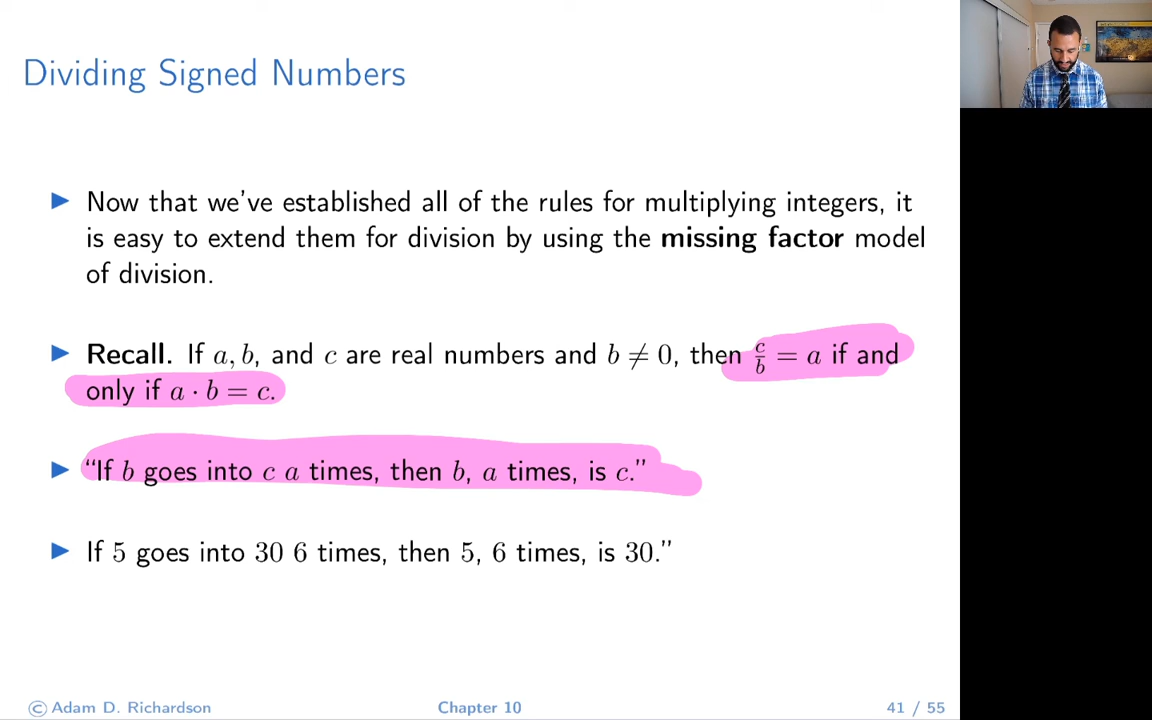 Dividing Signed Numbers
▶ Now that we've established all of the rules for multiplying integers, it
is easy to extend them for division by using the missing factor model
of division.
▶ Recall. If a, b, and c are real numbers and b ≠ 0, then c/b = a if and
only if a · b = c.
▶ “If b goes into c a times, then b, a times, is c.”
▶ If 5 goes into 30 6 times, then 5, 6 times, is 30.”
© Adam D. Richardson Chapter 10 41 / 55